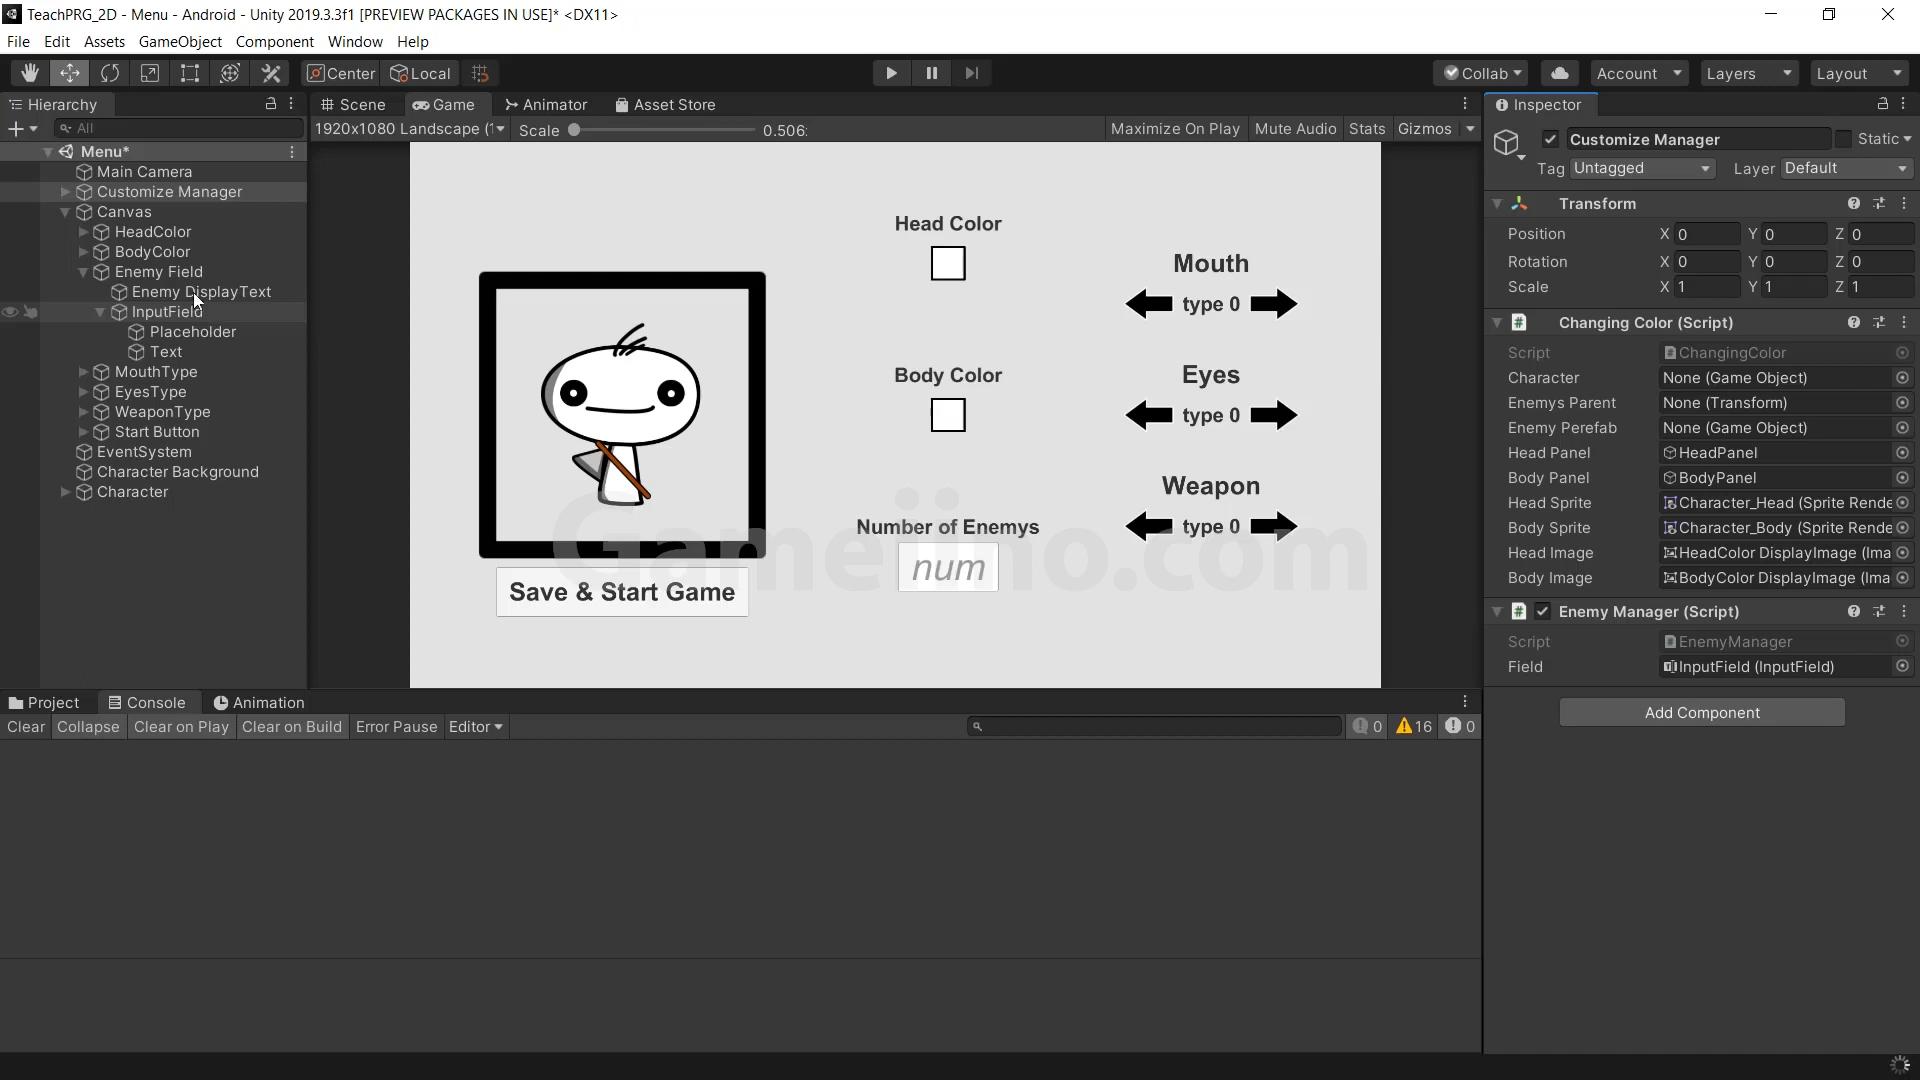 TeachPRG_2D - Menu - Android - Unity 2019.3.3f1 [PREVIEW PACKAGES IN USE]* <DX11>
File Edit Assets GameObject Component Window Help
Center Local Collab Account Layers Layout
Hierarchy
All
Menu*
Main Camera
Customize Manager
Canvas
HeadColor
BodyColor
Enemy Field
Enemy DisplayText
InputField
Placeholder
Text
MouthType
EyesType
WeaponType
Start Button
EventSystem
Character Background
Character
Scene Game Animator Asset Store
1920x1080 Landscape (1 Scale 0.506: Maximize On Play Mute Audio Stats Gizmos
Head Color
Mouth
type 0
Body Color
Eyes
type 0
Weapon
type 0
Number of Enemys
num
Save & Start Game
Gameiino.com
Project Console Animation
Clear Collapse Clear on Play Clear on Build Error Pause Editor 0 16 0
Inspector
Customize Manager Static
Tag Untagged Layer Default
Transform
Position X 0 Y 0 Z 0
Rotation X 0 Y 0 Z 0
Scale X 1 Y 1 Z 1
# Changing Color (Script)
Script ChangingColor
Character None (Game Object)
Enemys Parent None (Transform)
Enemy Perefab None (Game Object)
Head Panel HeadPanel
Body Panel BodyPanel
Head Sprite Character_Head (Sprite Rende
Body Sprite Character_Body (Sprite Rende
Head Image HeadColor DisplayImage (Ima
Body Image BodyColor DisplayImage (Ima
# Enemy Manager (Script)
Script EnemyManager
Field InputField (InputField)
Add Component